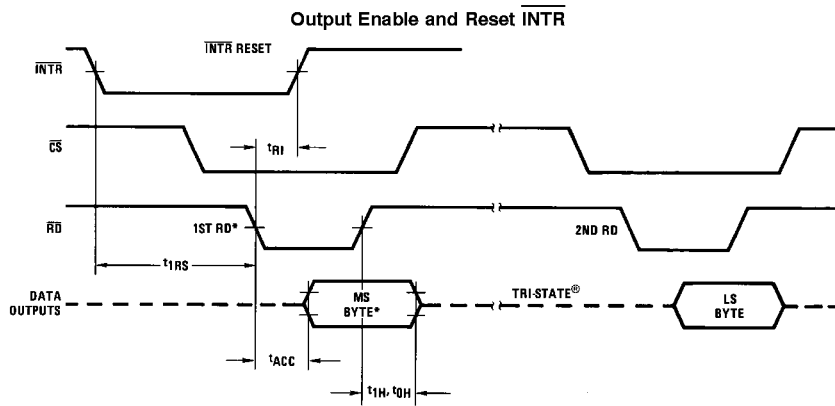 Output Enable and Reset INTR
INTR RESET
INTR
CS
tRI
RD
1ST RD*
2ND RD
t1RS
DATA
OUTPUTS
MS
BYTE*
TRI-STATE®
LS
BYTE
tACC
t1H, t0H